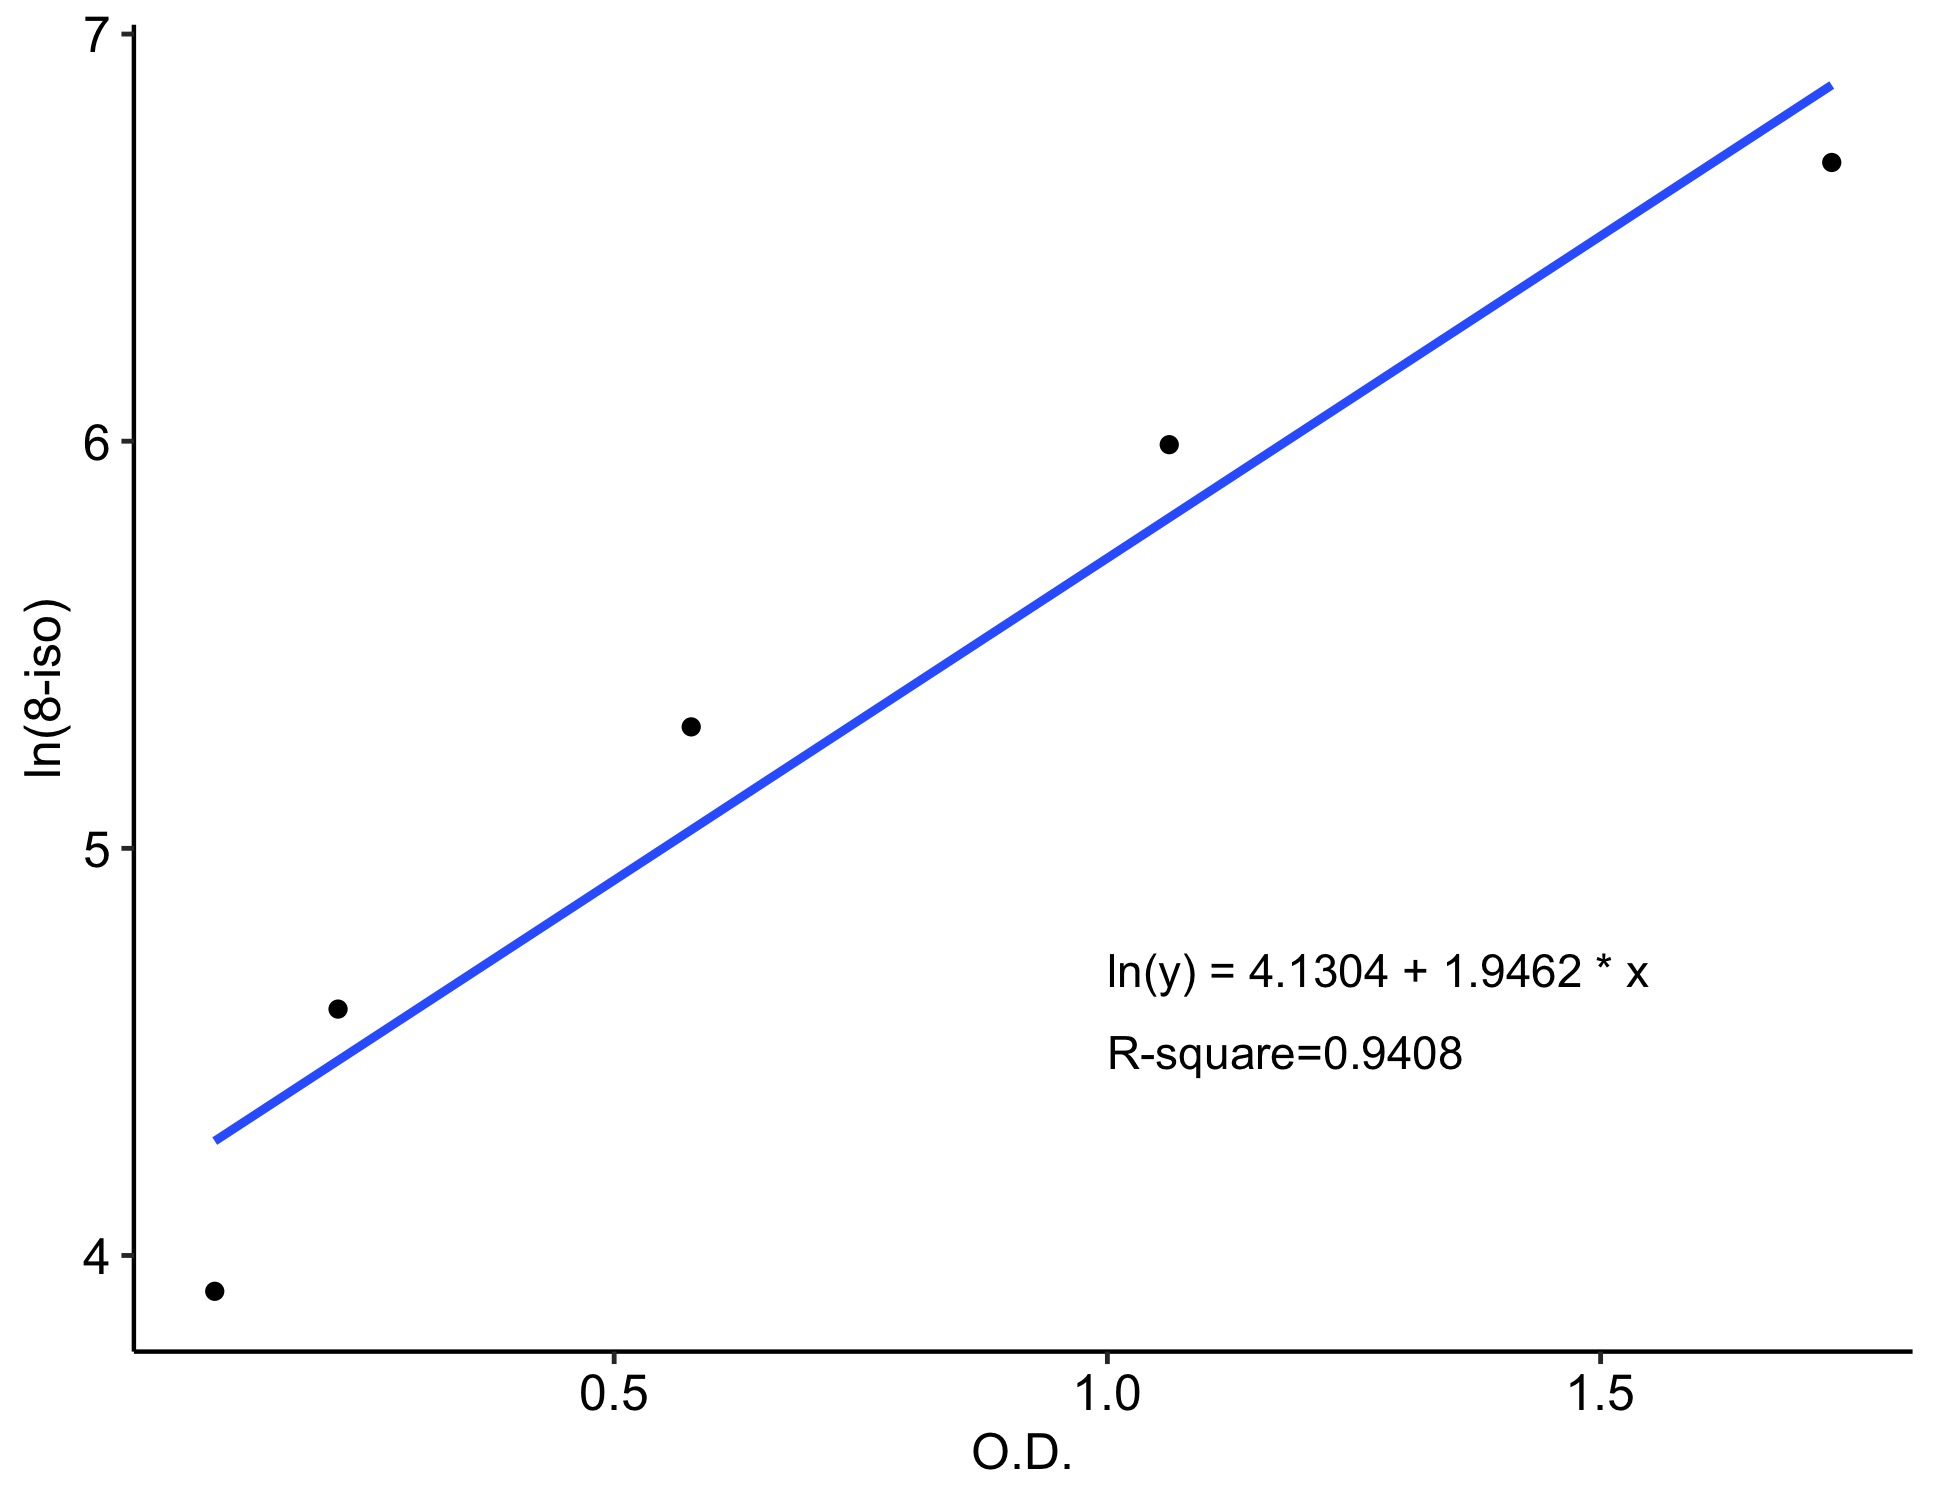 7
6
5
4
ln(8-iso)
ln(y) = 4.1304 + 1.9462 * x
R-square=0.9408
0.5 1.0 1.5
O.D.